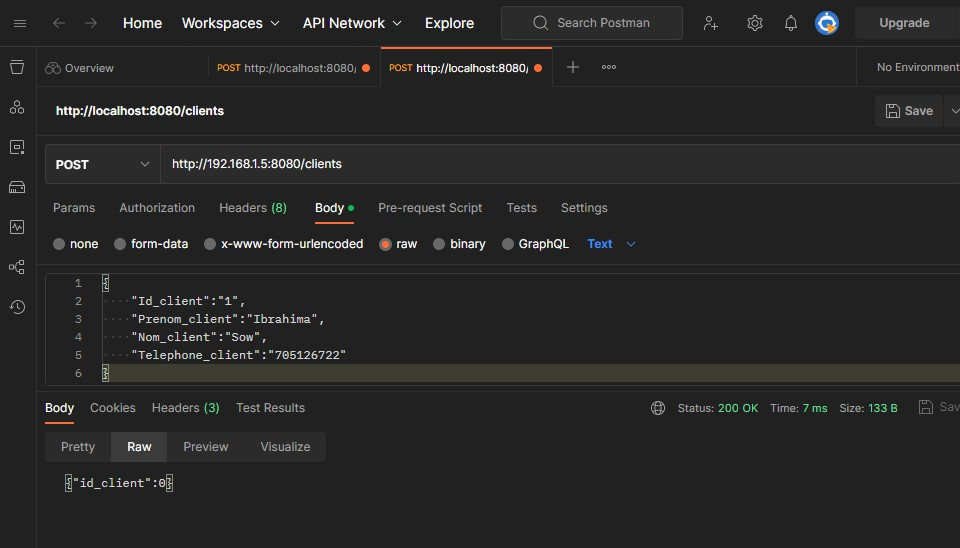 Home Workspaces API Network Explore Search Postman Upgrade
Overview POST http://localhost:8080/ POST http://localhost:8080/ No Environment
http://localhost:8080/clients Save
POST http://192.168.1.5:8080/clients
Params Authorization Headers (8) Body Pre-request Script Tests Settings
none form-data x-www-form-urlencoded raw binary GraphQL Text
1 {
2 "Id_client":"1",
3 "Prenom_client":"Ibrahima",
4 "Nom_client":"Sow",
5 "Telephone_client":"705126722"
6 }
Body Cookies Headers (3) Test Results Status: 200 OK Time: 7 ms Size: 133 B Sav
Pretty Raw Preview Visualize
{"id_client":0}